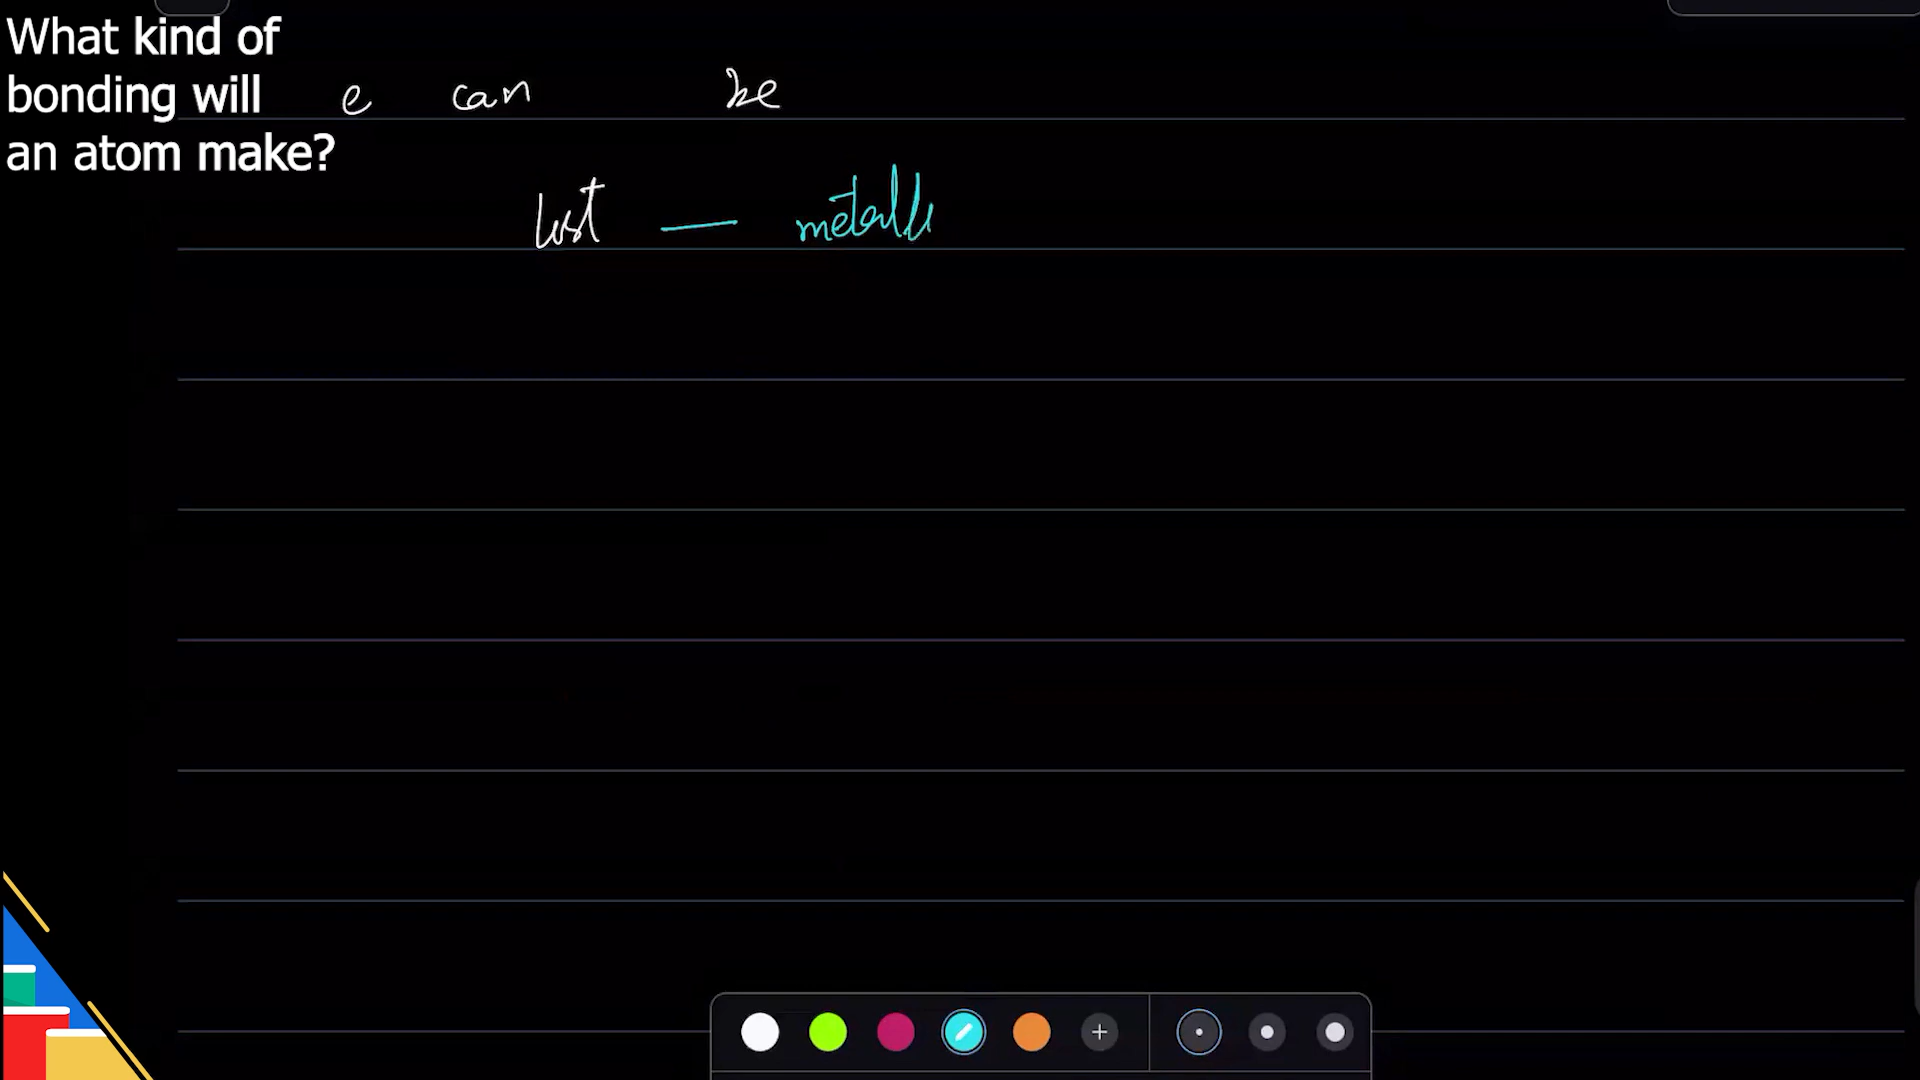 What kind of
bonding will
an atom make?
e can be
lost — metalli